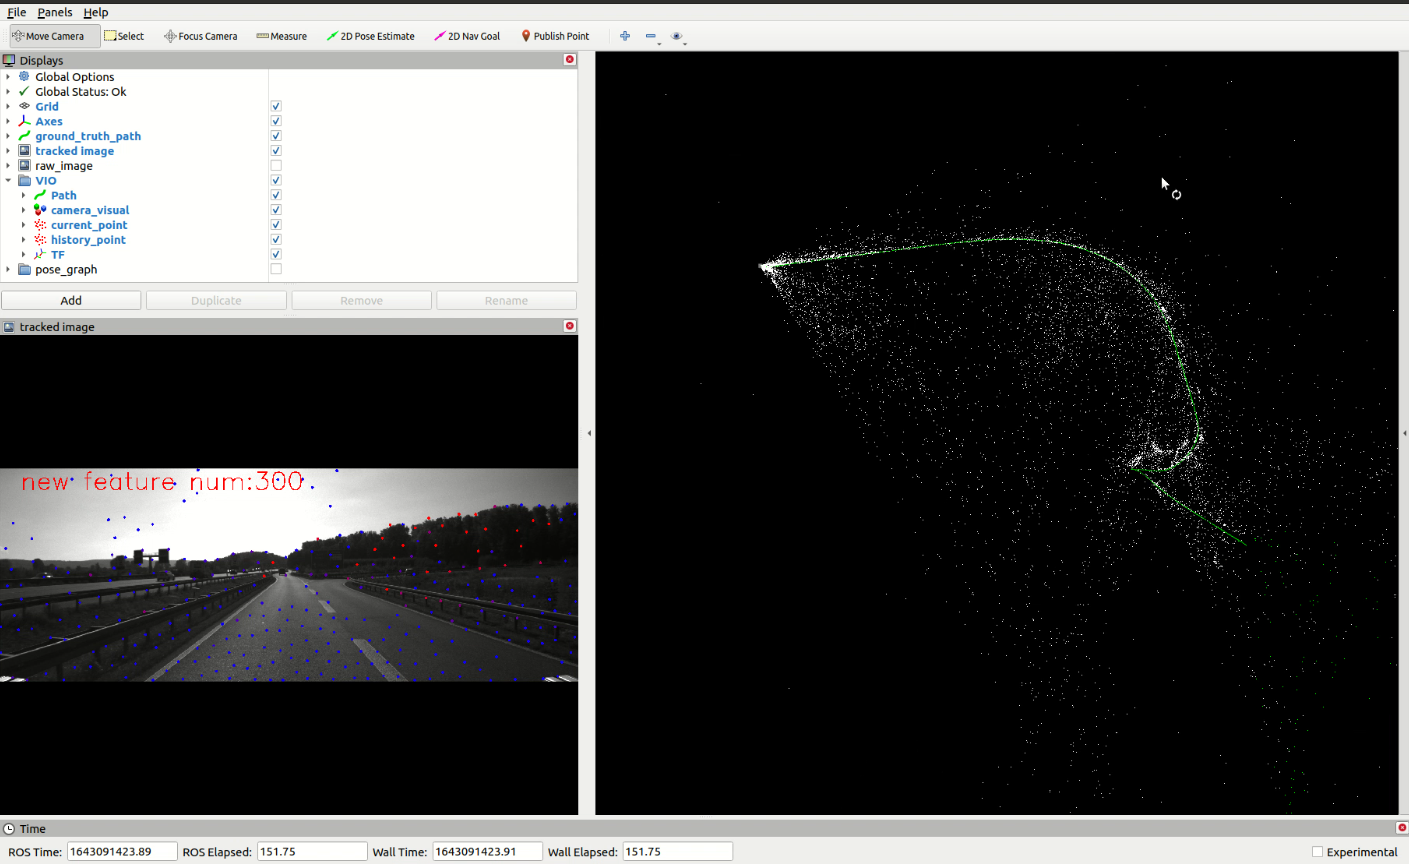 File Panels Help
Move Camera Select Focus Camera Measure 2D Pose Estimate 2D Nav Goal Publish Point
Displays
Global Options
Global Status: Ok
Grid
Axes
ground_truth_path
tracked image
raw_image
VIO
Path
camera_visual
current_point
history_point
TF
pose_graph
Add Duplicate Remove Rename
tracked image
new feature num:300
Time
ROS Time: 1643091423.89 ROS Elapsed: 151.75 Wall Time: 1643091423.91 Wall Elapsed: 151.75 Experimental